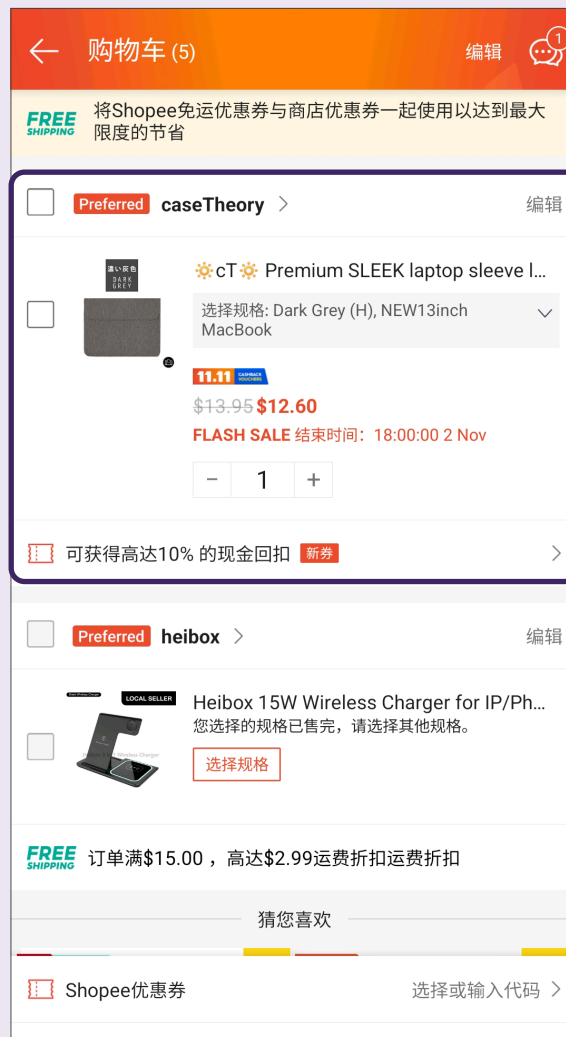 购物车 (5)
编辑
1
FREE SHIPPING
将Shopee免运优惠券与商店优惠券一起使用以达到最大
限度的节省
Preferred caseTheory
编辑
濃い灰色
DARK
GREY
🔅cT🔅 Premium SLEEK laptop sleeve l...
选择规格: Dark Grey (H), NEW13inch
MacBook
11.11 CASHBACK VOUCHERS
$13.95 $12.60
FLASH SALE 结束时间：18:00:00 2 Nov
− 1 +
可获得高达10% 的现金回扣 新券
Preferred heibox
编辑
LOCAL SELLER
Heibox 15W Wireless Charger for IP/Ph...
您选择的规格已售完，请选择其他规格。
选择规格
FREE SHIPPING
订单满$15.00 ，高达$2.99运费折扣运费折扣
猜您喜欢
Shopee优惠券
选择或输入代码